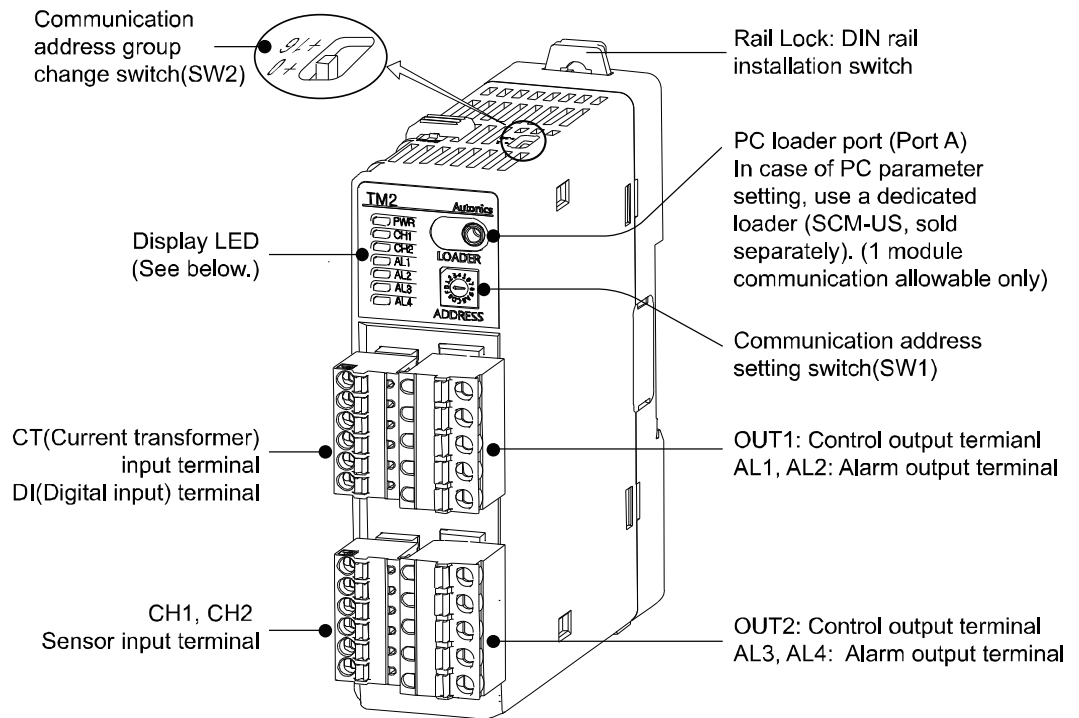 Communication
address group
change switch(SW2)
+16
+0
Rail Lock: DIN rail
installation switch
PC loader port (Port A)
In case of PC parameter
setting, use a dedicated
loader (SCM-US, sold
separately). (1 module
communication allowable only)
TM2
Autonics
PWR
CH1
CH2
AL1
AL2
AL3
AL4
LOADER
ADDRESS
Display LED
(See below.)
Communication address
setting switch(SW1)
CT(Current transformer)
input terminal
DI(Digital input) terminal
OUT1: Control output termianl
AL1, AL2: Alarm output terminal
CH1, CH2
Sensor input terminal
OUT2: Control output terminal
AL3, AL4: Alarm output terminal